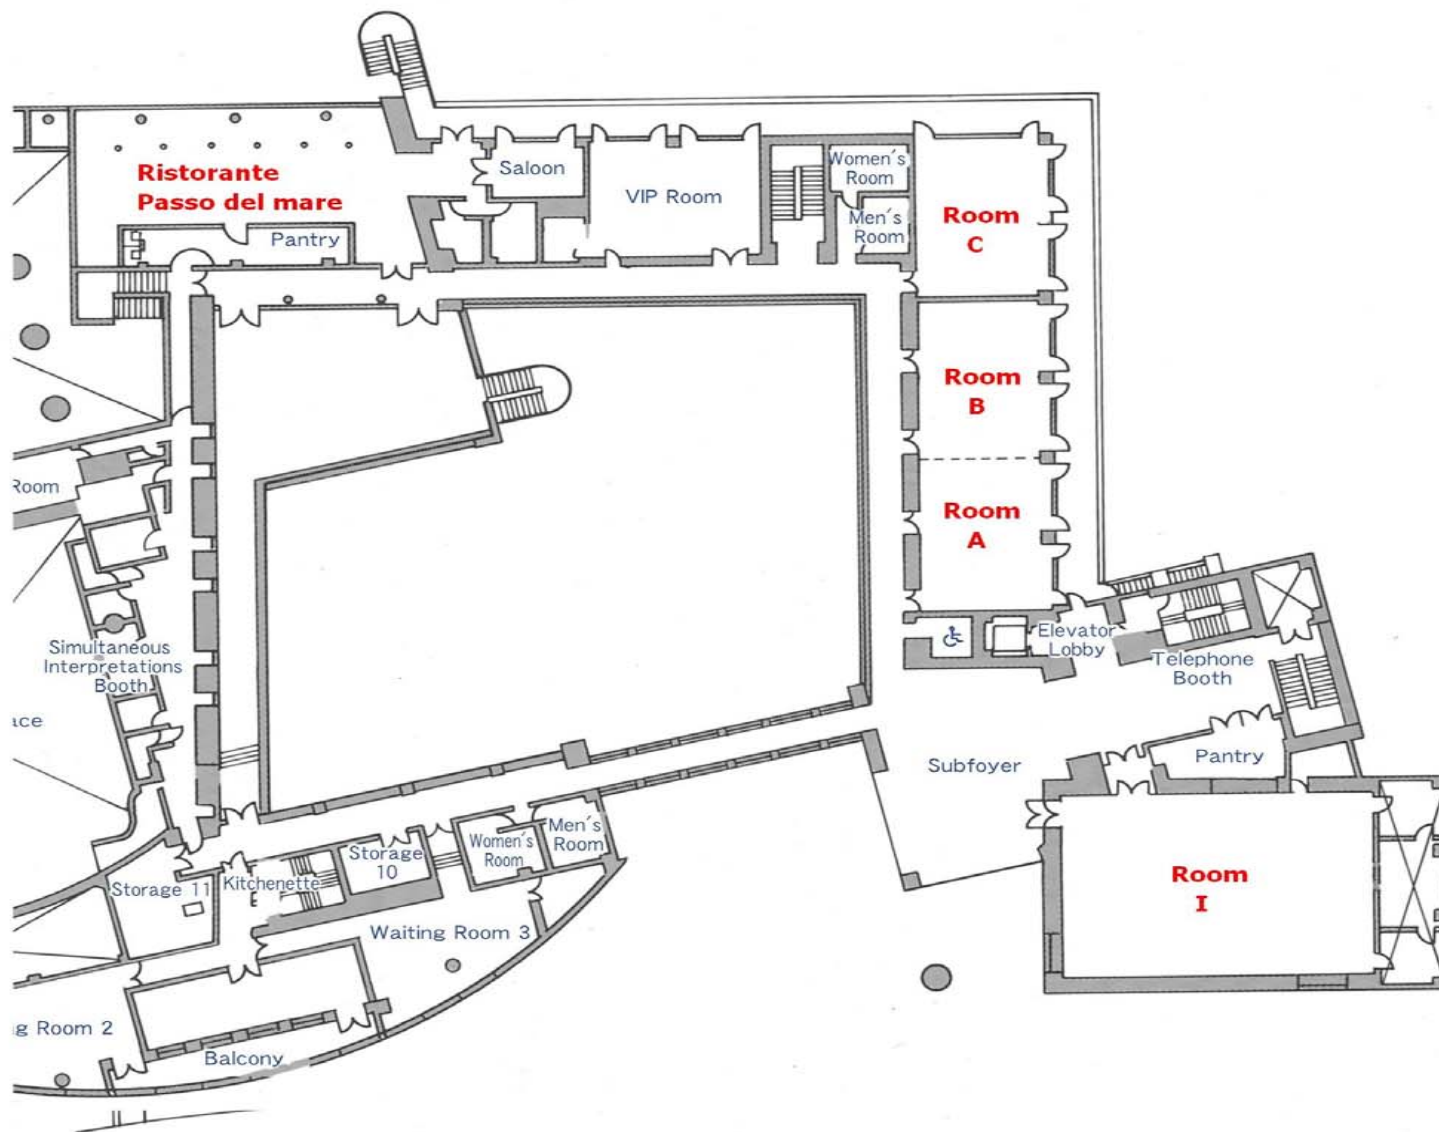 Ristorante
Passo del mare
Pantry
Saloon
VIP Room
Women's
Room
Men's
Room
Room
C
Room
B
Room
A
Room
Simultaneous
Interpretations
Booth
Elevator
Lobby
Telephone
Booth
Subfoyer
Pantry
Room
I
Storage 11
Kitchenette
Storage
10
Women's
Room
Men's
Room
Waiting Room 3
Room 2
Balcony